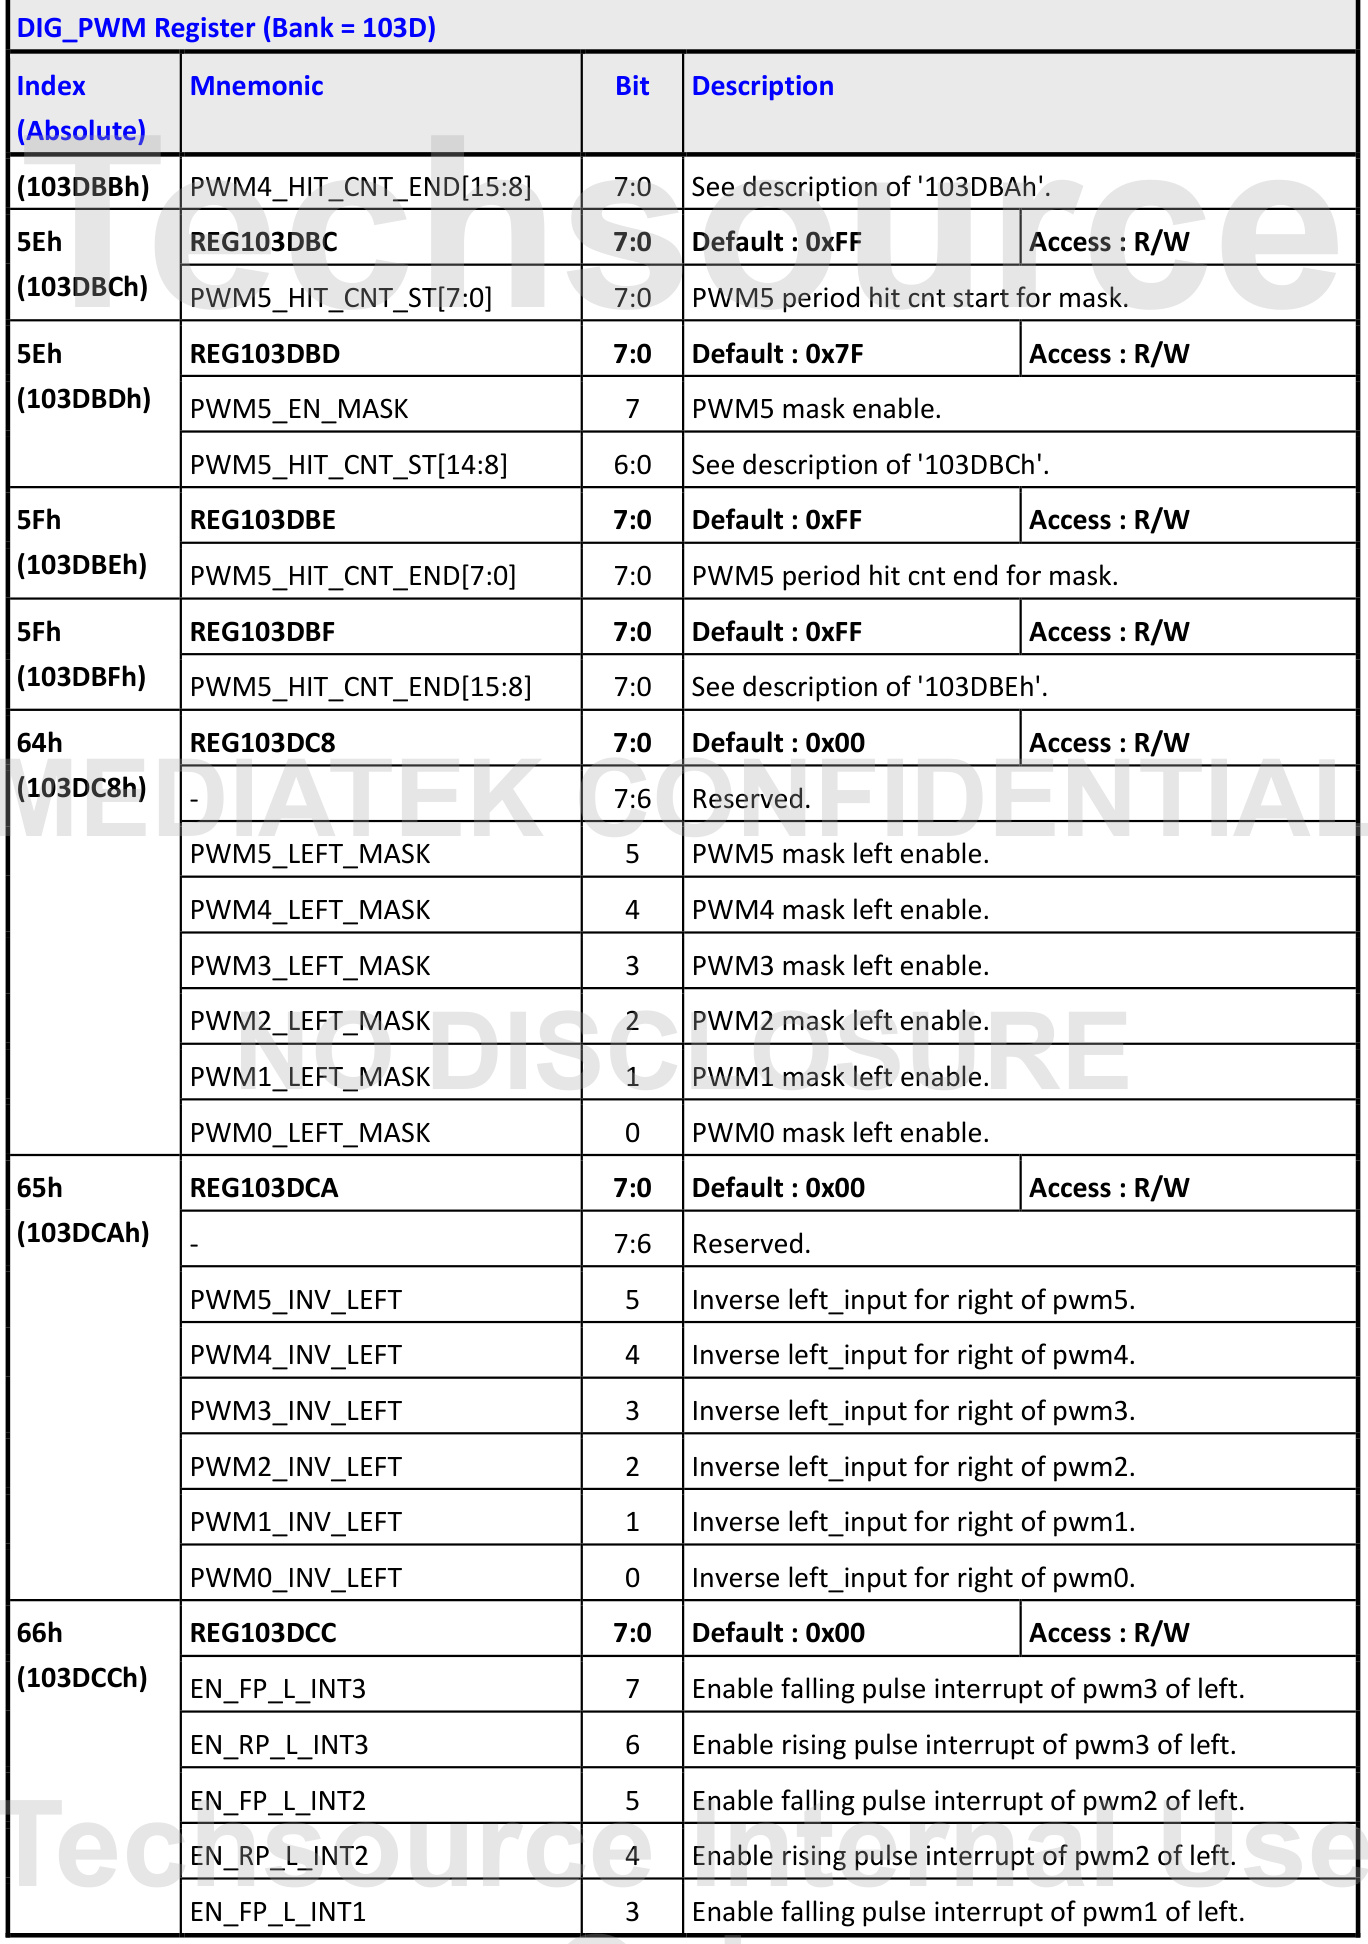 DIG_PWM Register (Bank = 103D)
Index (Absolute) Mnemonic Bit Description
(103DBBh) PWM4_HIT_CNT_END[15:8] 7:0 See description of '103DBAh'.
5Eh (103DBCh) REG103DBC 7:0 Default : 0xFF Access : R/W
PWM5_HIT_CNT_ST[7:0] 7:0 PWM5 period hit cnt start for mask.
5Eh (103DBDh) REG103DBD 7:0 Default : 0x7F Access : R/W
PWM5_EN_MASK 7 PWM5 mask enable.
PWM5_HIT_CNT_ST[14:8] 6:0 See description of '103DBCh'.
5Fh (103DBEh) REG103DBE 7:0 Default : 0xFF Access : R/W
PWM5_HIT_CNT_END[7:0] 7:0 PWM5 period hit cnt end for mask.
5Fh (103DBFh) REG103DBF 7:0 Default : 0xFF Access : R/W
PWM5_HIT_CNT_END[15:8] 7:0 See description of '103DBEh'.
64h (103DC8h) REG103DC8 7:0 Default : 0x00 Access : R/W
- 7:6 Reserved.
PWM5_LEFT_MASK 5 PWM5 mask left enable.
PWM4_LEFT_MASK 4 PWM4 mask left enable.
PWM3_LEFT_MASK 3 PWM3 mask left enable.
PWM2_LEFT_MASK 2 PWM2 mask left enable.
PWM1_LEFT_MASK 1 PWM1 mask left enable.
PWM0_LEFT_MASK 0 PWM0 mask left enable.
65h (103DCAh) REG103DCA 7:0 Default : 0x00 Access : R/W
- 7:6 Reserved.
PWM5_INV_LEFT 5 Inverse left_input for right of pwm5.
PWM4_INV_LEFT 4 Inverse left_input for right of pwm4.
PWM3_INV_LEFT 3 Inverse left_input for right of pwm3.
PWM2_INV_LEFT 2 Inverse left_input for right of pwm2.
PWM1_INV_LEFT 1 Inverse left_input for right of pwm1.
PWM0_INV_LEFT 0 Inverse left_input for right of pwm0.
66h (103DCCh) REG103DCC 7:0 Default : 0x00 Access : R/W
EN_FP_L_INT3 7 Enable falling pulse interrupt of pwm3 of left.
EN_RP_L_INT3 6 Enable rising pulse interrupt of pwm3 of left.
EN_FP_L_INT2 5 Enable falling pulse interrupt of pwm2 of left.
EN_RP_L_INT2 4 Enable rising pulse interrupt of pwm2 of left.
EN_FP_L_INT1 3 Enable falling pulse interrupt of pwm1 of left.
Techsource
MEDIATEK CONFIDENTIAL
NO DISCLOSURE
Techsource Internal Use